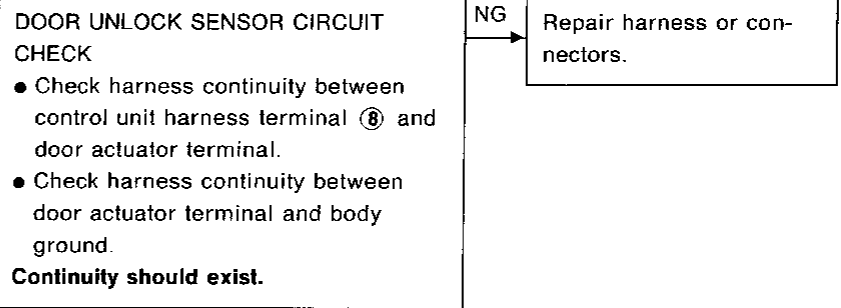 DOOR UNLOCK SENSOR CIRCUIT
CHECK
● Check harness continuity between
control unit harness terminal ⑧ and
door actuator terminal.
● Check harness continuity between
door actuator terminal and body
ground.
Continuity should exist.
NG
Repair harness or con-
nectors.